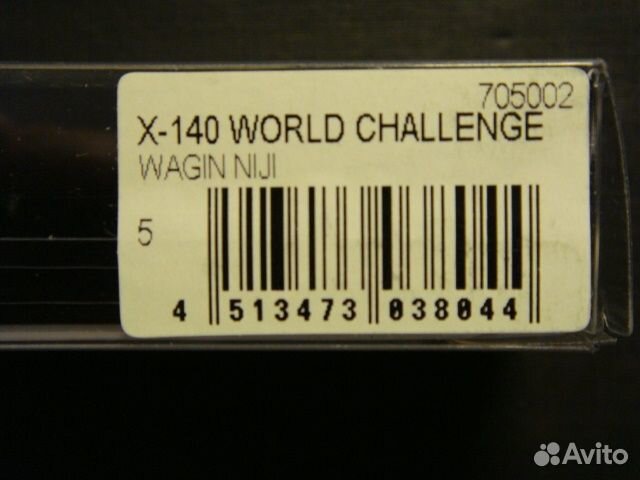 705002
X-140 WORLD CHALLENGE
WAGIN NIJI
5
4 513473 038044
Avito